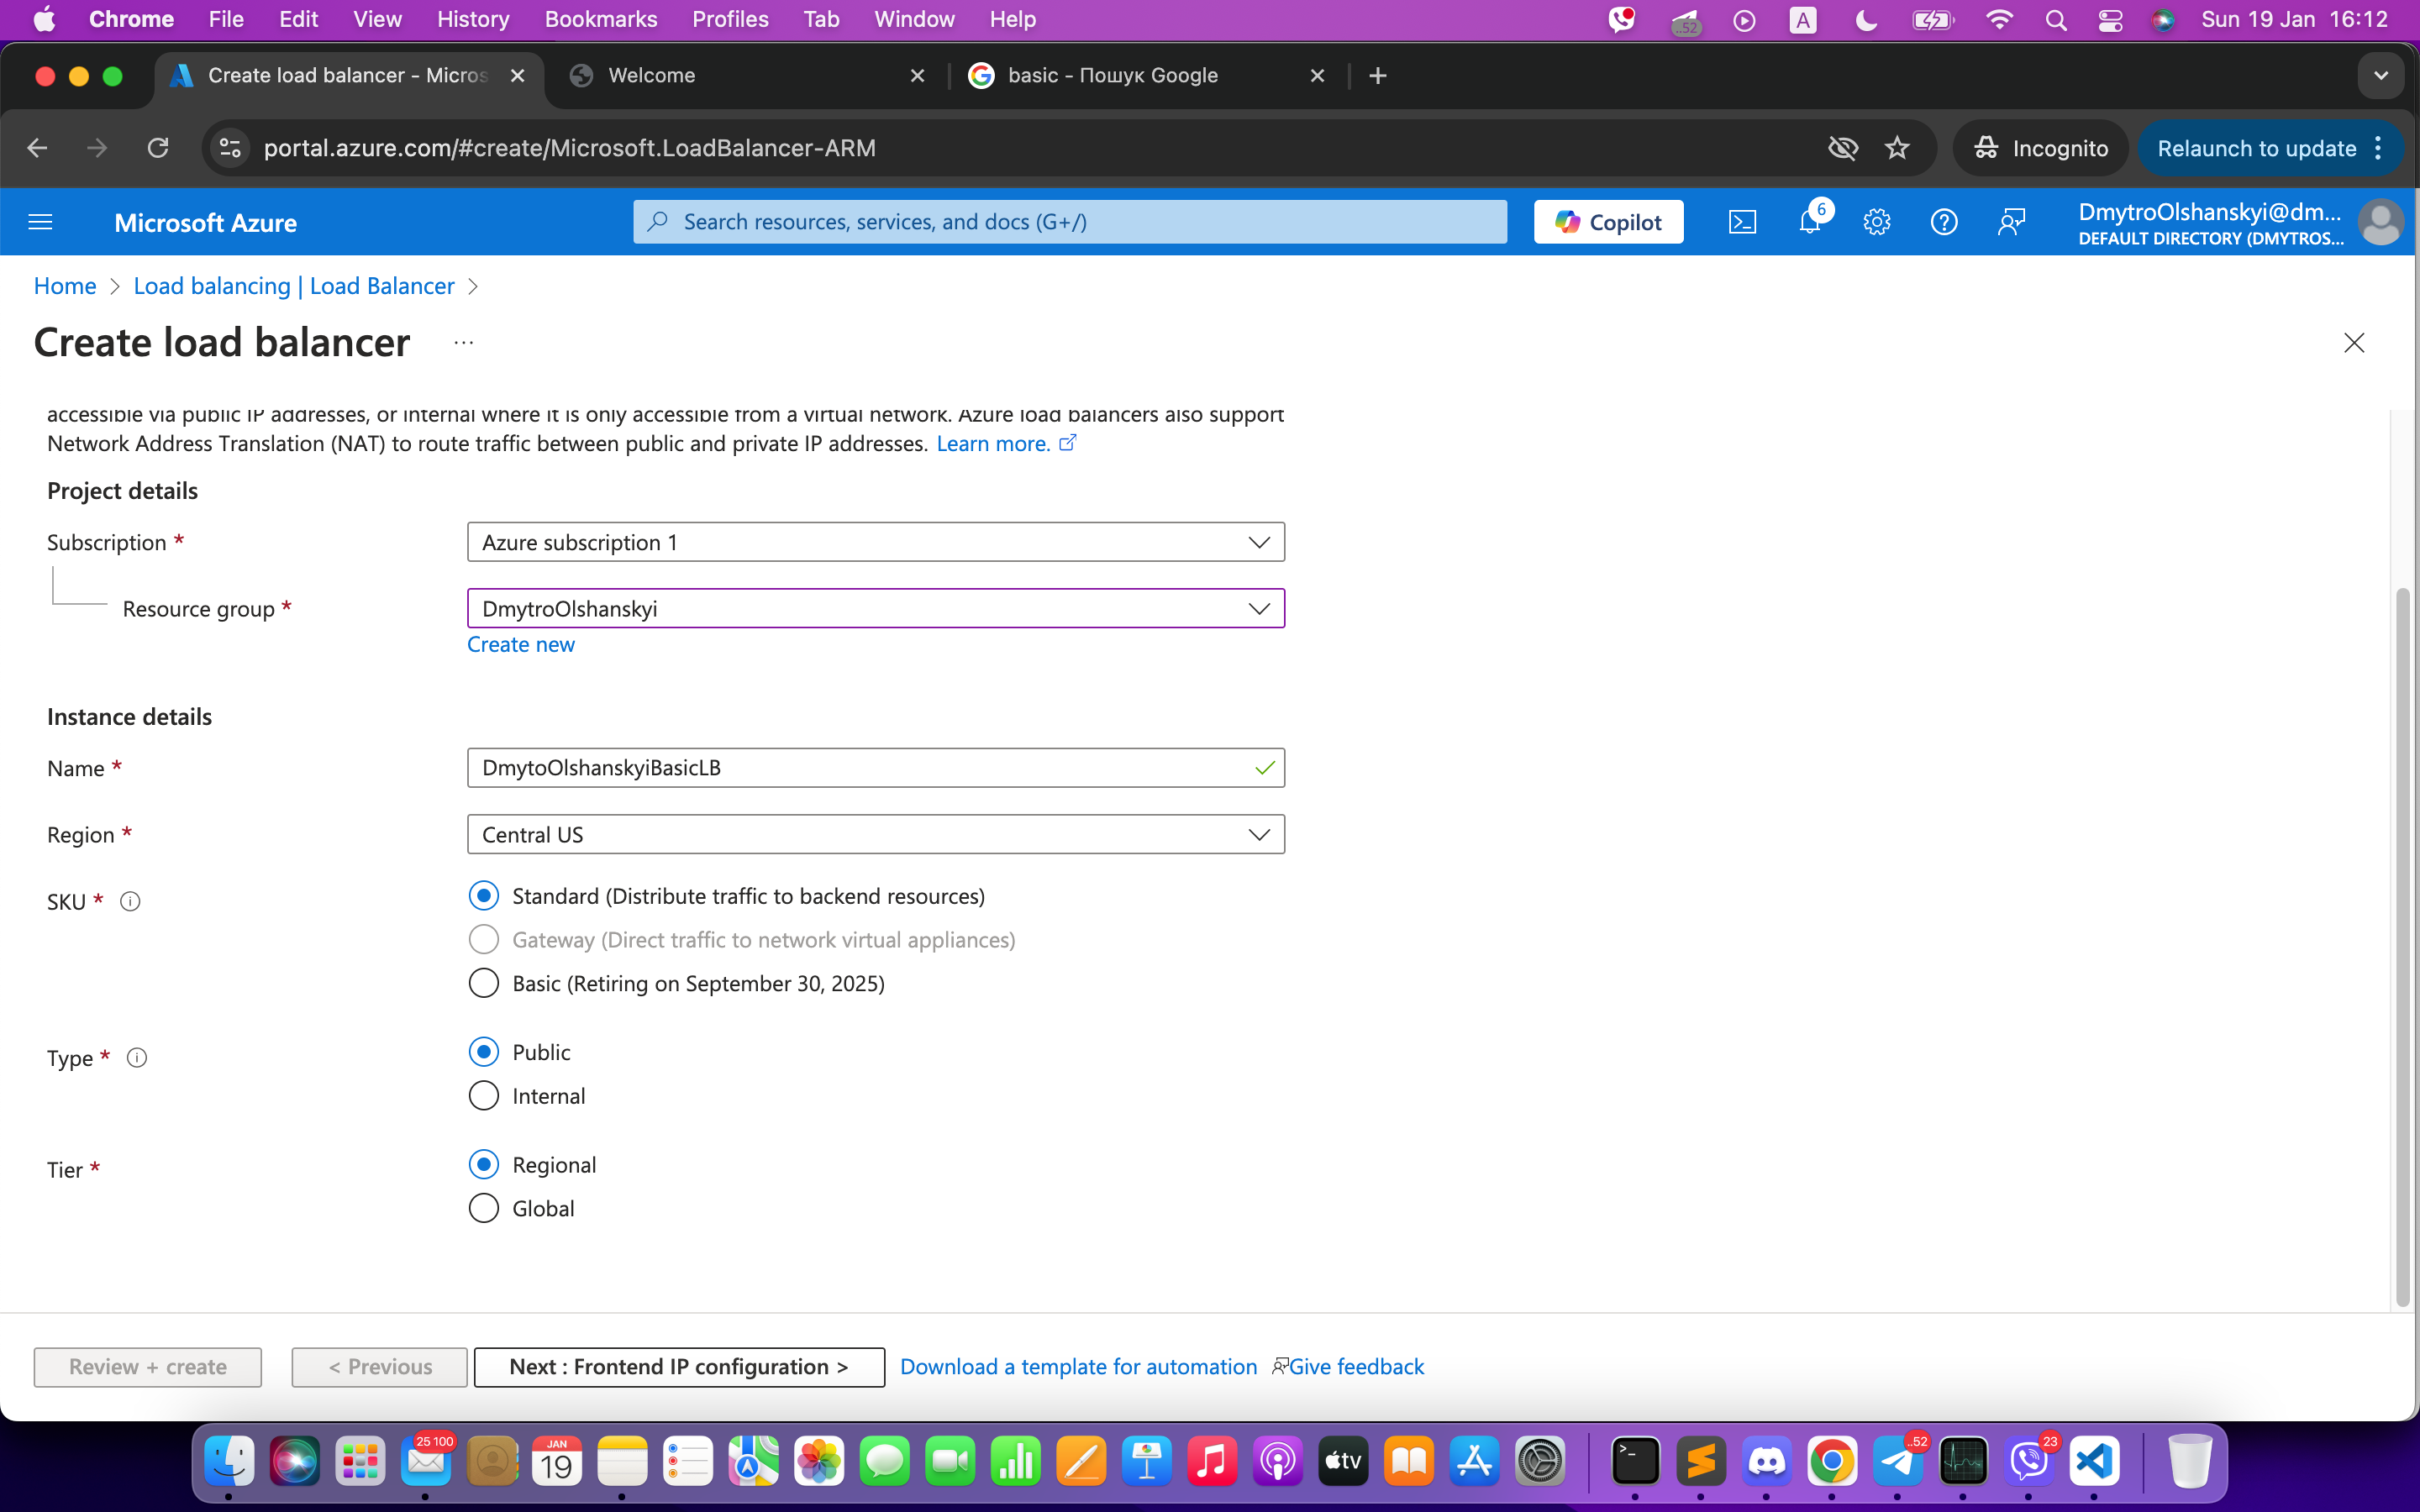 Chrome File Edit View History Bookmarks Profiles Tab Window Help ..52 A Sun 19 Jan 16:12
Create load balancer - Micros Welcome basic - Пошук Google
portal.azure.com/#create/Microsoft.LoadBalancer-ARM Incognito Relaunch to update
Microsoft Azure Search resources, services, and docs (G+/) Copilot 6 DmytroOlshanskyi@dm...
DEFAULT DIRECTORY (DMYTROS...
Home > Load balancing | Load Balancer >
Create load balancer ...
accessible via public IP addresses, or internal where it is only accessible from a virtual network. Azure load balancers also support
Network Address Translation (NAT) to route traffic between public and private IP addresses. Learn more.
Project details
Subscription * Azure subscription 1
Resource group * DmytroOlshanskyi
Create new
Instance details
Name * DmytoOlshanskyiBasicLB
Region * Central US
SKU * Standard (Distribute traffic to backend resources)
Gateway (Direct traffic to network virtual appliances)
Basic (Retiring on September 30, 2025)
Type * Public
Internal
Tier * Regional
Global
Review + create < Previous Next : Frontend IP configuration > Download a template for automation Give feedback
25 100 JAN 19 tv ..52 23